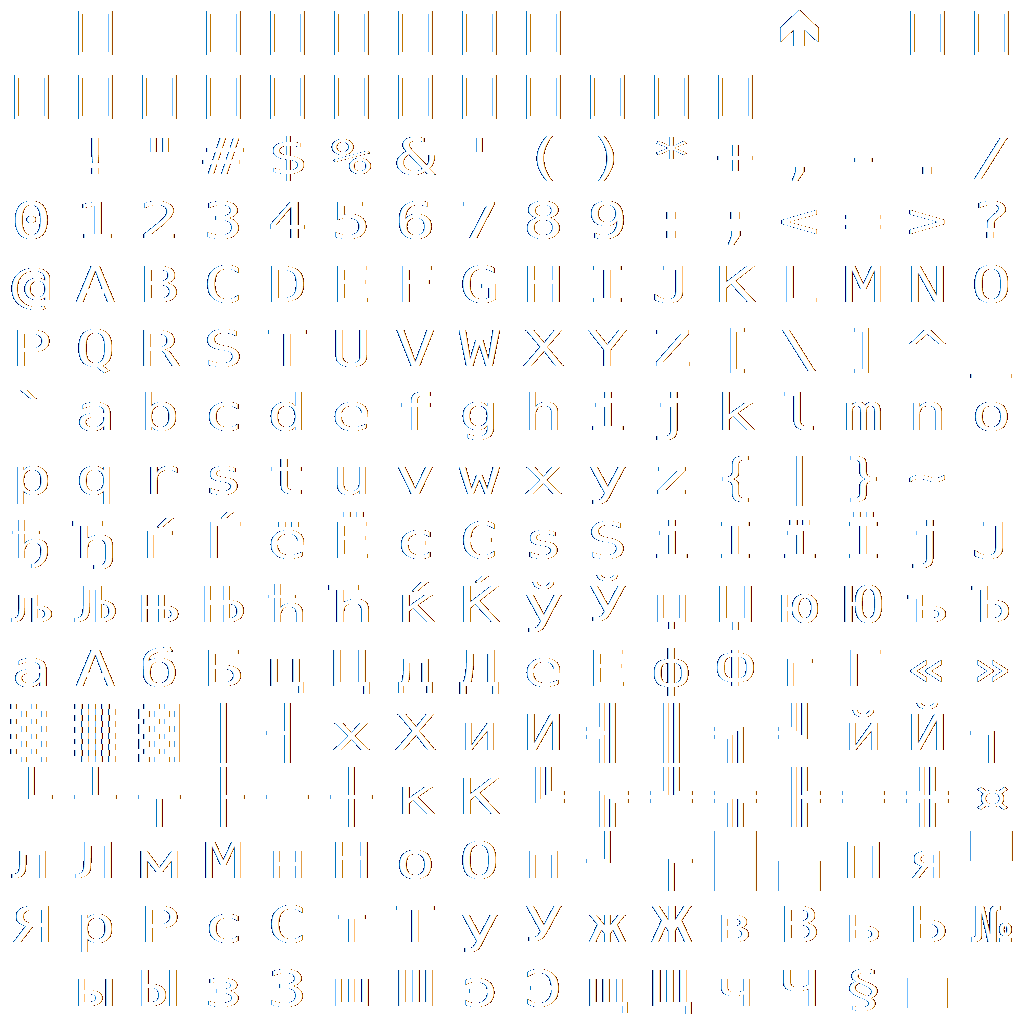 ! " # $ % & ' ( ) * + , - . /
0 1 2 3 4 5 6 7 8 9 : ; < = > ?
@ A B C D E F G H I J K L M N O
P Q R S T U V W X Y Z [ \ ] ^ _
` a b c d e f g h i j k l m n o
p q r s t u v w x y z { | } ~
ђ Ђ ѓ Ѓ ё Ё є Є ѕ Ѕ і І ї Ї ј Ј
љ Љ њ Њ ћ Ћ ќ Ќ ў Ў џ Џ ю Ю ъ Ъ
а А б Б ц Ц д Д е Е ф Ф г Г « »
░ ▒ ▓ │ ┤ х Х и И ╣ ║ ╗ ╝ й Й ┐
└ ┴ ┬ ├ ─ ┼ к К ╚ ╔ ╩ ╦ ╠ ═ ╬ ¤
л Л м М н Н о О п ┘ ┌ █ ▄ П я ▀
Я р Р с С т Т у У ж Ж в В ь Ь №
ы Ы з З ш Ш э Э щ Щ ч Ч § ■